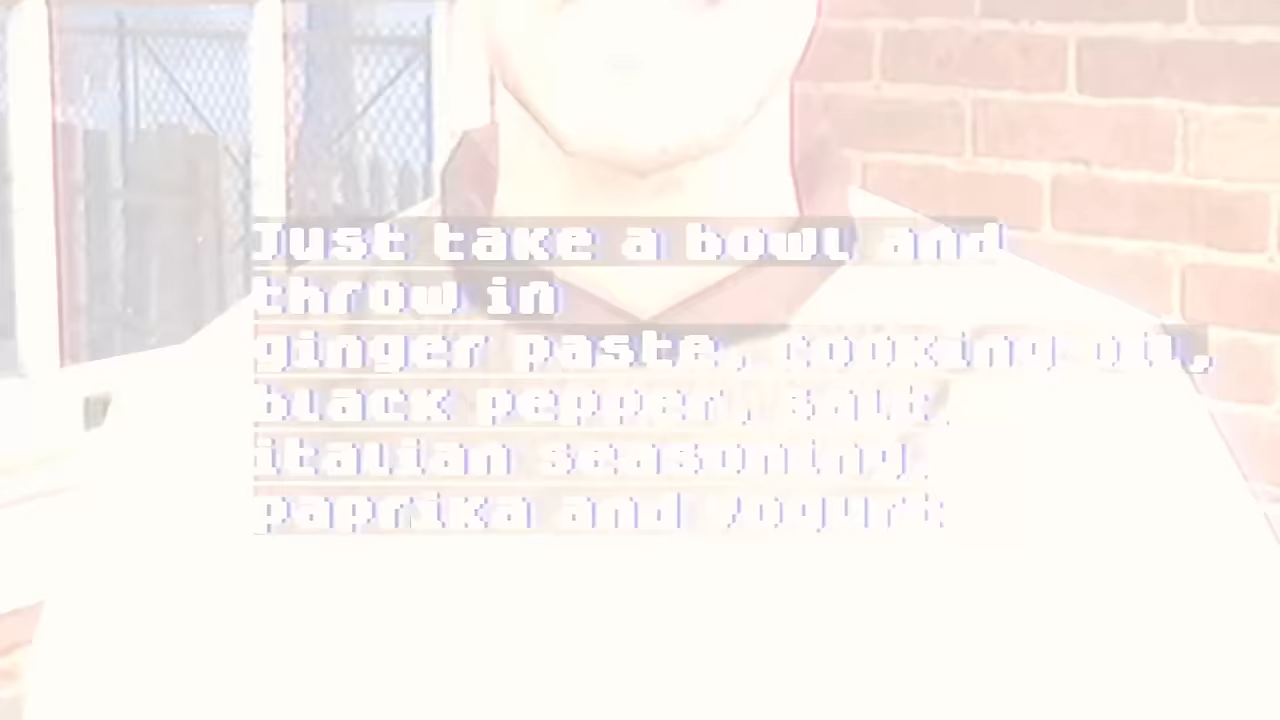 Just take a bowl and
throw in
ginger paste, cooking oil,
black pepper, salt,
italian seasoning,
paprika and yogurt